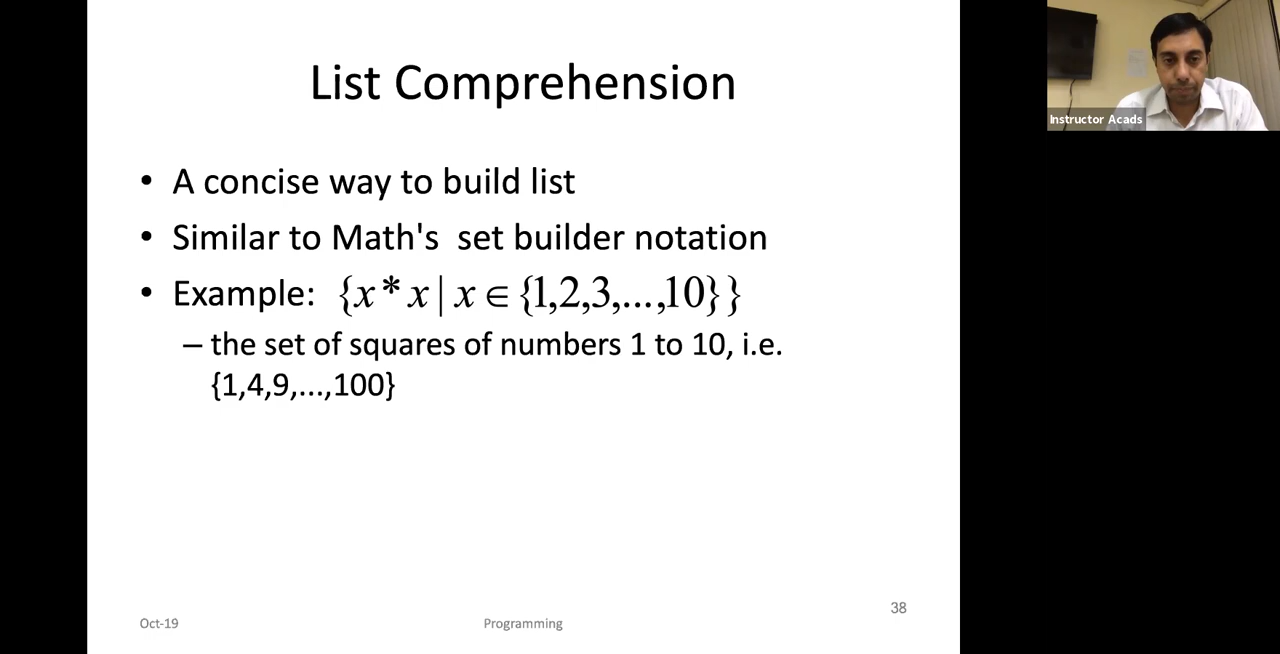 List Comprehension
Instructor Acads
• A concise way to build list
• Similar to Math's set builder notation
• Example: {x * x | x ∈ {1,2,3,...,10} }
– the set of squares of numbers 1 to 10, i.e.
{1,4,9,...,100}
38
Oct-19
Programming